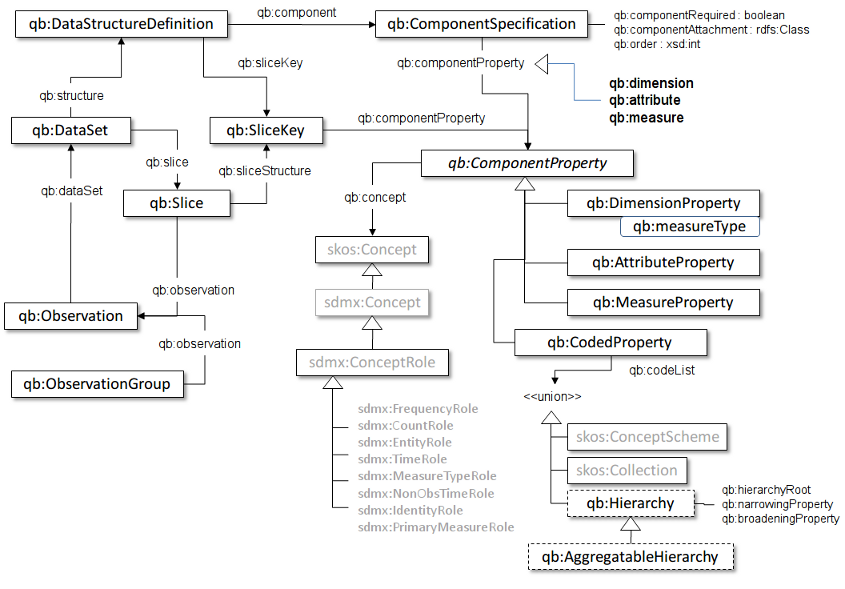 qb:DataStructureDefinition
qb:component
qb:ComponentSpecification
qb:componentRequired : boolean
qb:componentAttachment : rdfs:Class
qb:order : xsd:int
qb:sliceKey
qb:componentProperty
qb:dimension
qb:attribute
qb:measure
qb:structure
qb:DataSet
qb:SliceKey
qb:componentProperty
qb:slice
qb:sliceStructure
qb:ComponentProperty
qb:dataSet
qb:Slice
qb:concept
qb:DimensionProperty
qb:measureType
skos:Concept
qb:AttributeProperty
qb:observation
sdmx:Concept
qb:MeasureProperty
qb:Observation
qb:observation
qb:CodedProperty
sdmx:ConceptRole
qb:codeList
qb:ObservationGroup
<<union>>
sdmx:FrequencyRole
sdmx:CountRole
sdmx:EntityRole
sdmx:TimeRole
sdmx:MeasureTypeRole
sdmx:NonObsTimeRole
sdmx:IdentityRole
sdmx:PrimaryMeasureRole
skos:ConceptScheme
skos:Collection
qb:Hierarchy
qb:hierarchyRoot
qb:narrowingProperty
qb:broadeningProperty
qb:AggregatableHierarchy